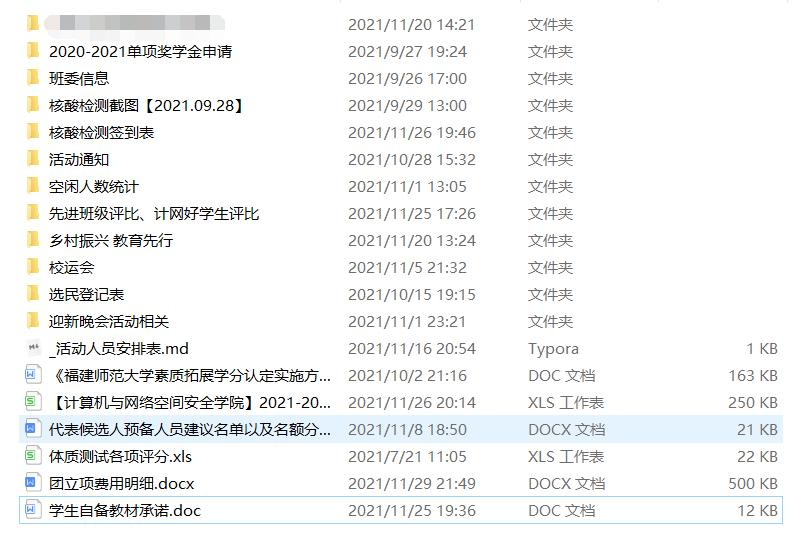 2021/11/20 14:21 文件夹
2020-2021单项奖学金申请 2021/9/27 19:24 文件夹
班委信息 2021/9/26 17:00 文件夹
核酸检测截图【2021.09.28】 2021/9/29 13:00 文件夹
核酸检测签到表 2021/11/26 19:46 文件夹
活动通知 2021/10/28 15:32 文件夹
空闲人数统计 2021/11/1 13:05 文件夹
先进班级评比、计网好学生评比 2021/11/25 17:26 文件夹
乡村振兴 教育先行 2021/11/20 13:24 文件夹
校运会 2021/11/5 21:32 文件夹
选民登记表 2021/10/15 19:15 文件夹
迎新晚会活动相关 2021/11/1 23:21 文件夹
_活动人员安排表.md 2021/11/16 20:54 Typora 1 KB
《福建师范大学素质拓展学分认定实施方... 2021/10/2 21:16 DOC 文档 163 KB
【计算机与网络空间安全学院】2021-20... 2021/11/26 20:14 XLS 工作表 250 KB
代表候选人预备人员建议名单以及名额分... 2021/11/8 18:50 DOCX 文档 21 KB
体质测试各项评分.xls 2021/7/21 11:05 XLS 工作表 22 KB
团立项费用明细.docx 2021/11/29 21:49 DOCX 文档 500 KB
学生自备教材承诺.doc 2021/11/25 19:36 DOC 文档 12 KB